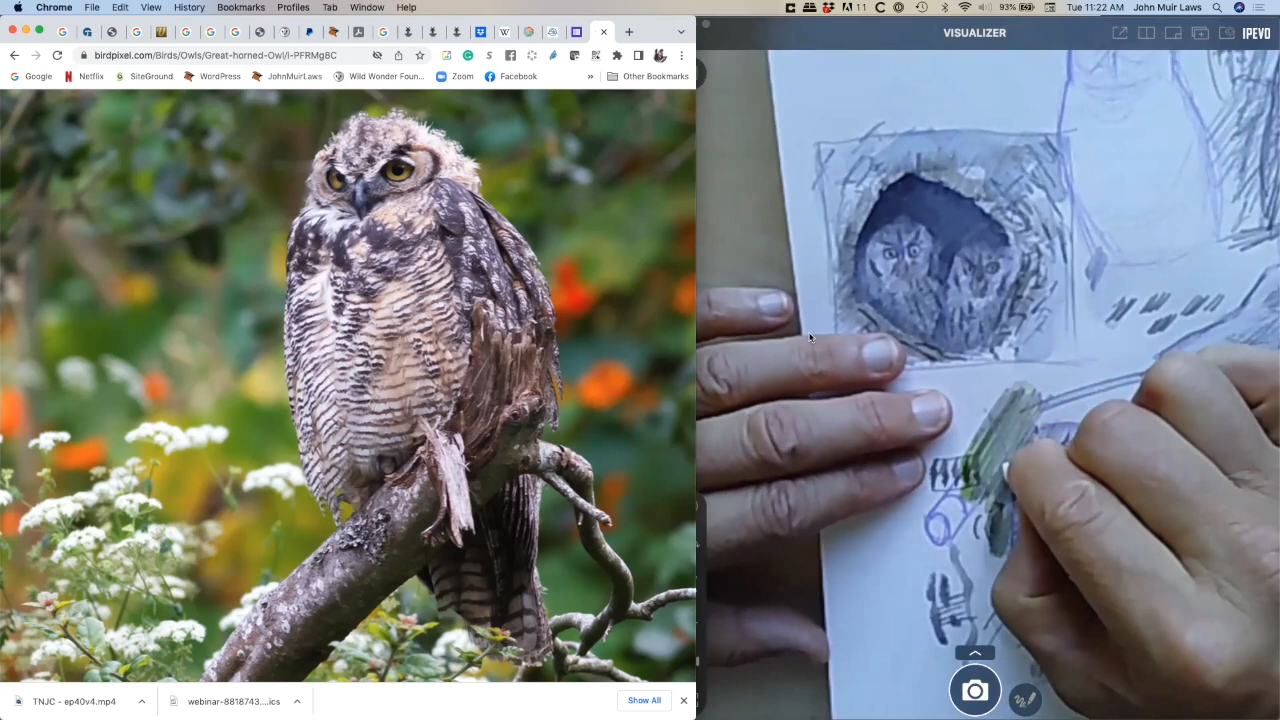 Chrome File Edit View History Bookmarks Profiles Tab Window Help
11 93% Tue 11:22 AM John Muir Laws
birdpixel.com/Birds/Owls/Great-horned-Owl/i-PFRMg8C
Google Netflix SiteGround WordPress JohnMuirLaws Wild Wonder Foun... Zoom Facebook » Other Bookmarks
VISUALIZER
IPEVO
TNJC - ep40v4.mp4 webinar-8818743....ics Show All